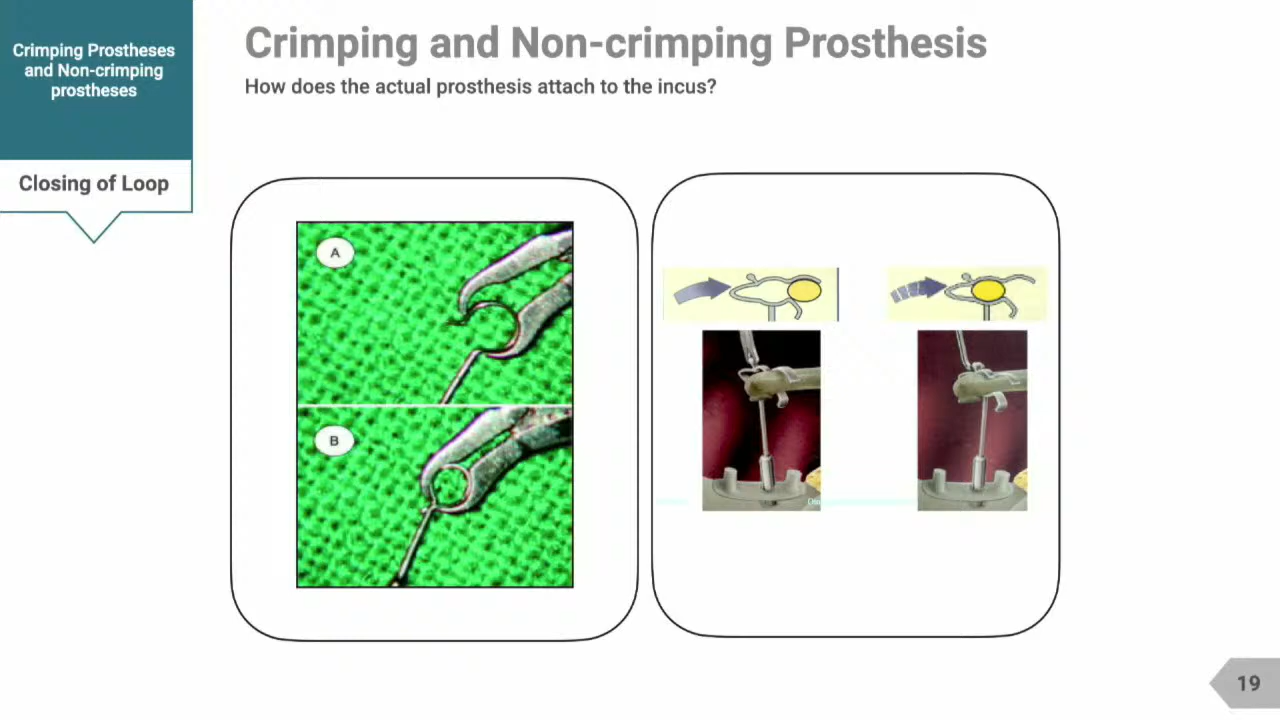 Crimping Prostheses
and Non-crimping
prostheses
Closing of Loop
Crimping and Non-crimping Prosthesis
How does the actual prosthesis attach to the incus?
A
B
19